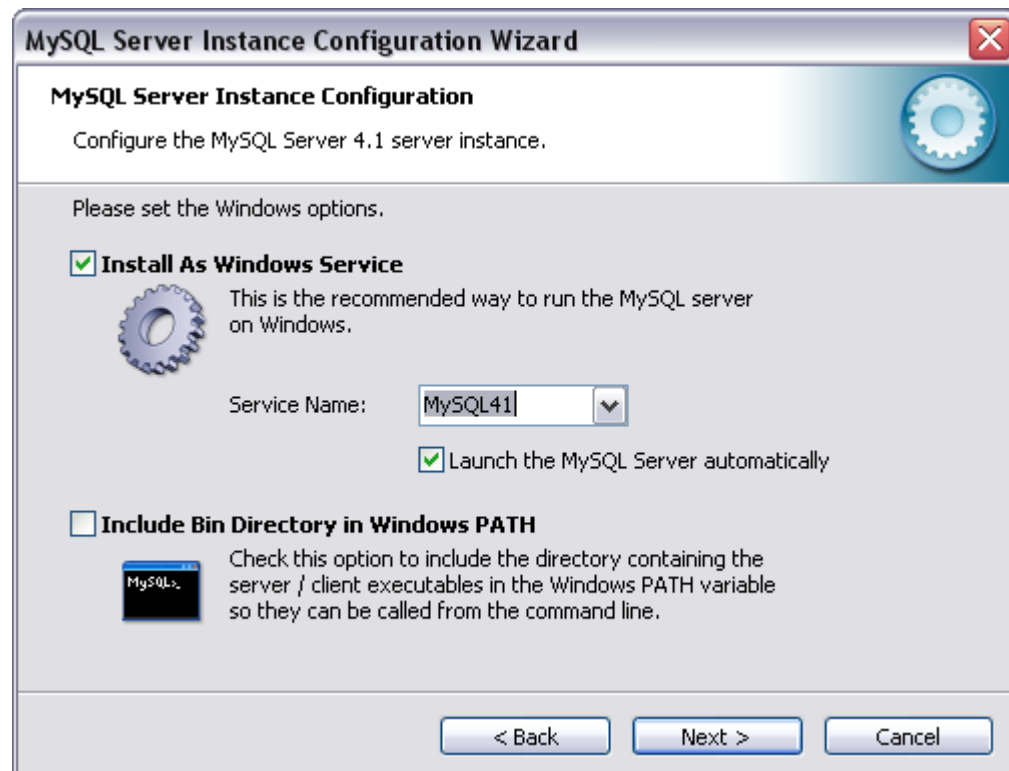 MySQL Server Instance Configuration Wizard
MySQL Server Instance Configuration
Configure the MySQL Server 4.1 server instance.
Please set the Windows options.
Install As Windows Service
This is the recommended way to run the MySQL server
on Windows.
Service Name:
MySQL41
Launch the MySQL Server automatically
Include Bin Directory in Windows PATH
MySQL>_
Check this option to include the directory containing the
server / client executables in the Windows PATH variable
so they can be called from the command line.
< Back
Next >
Cancel